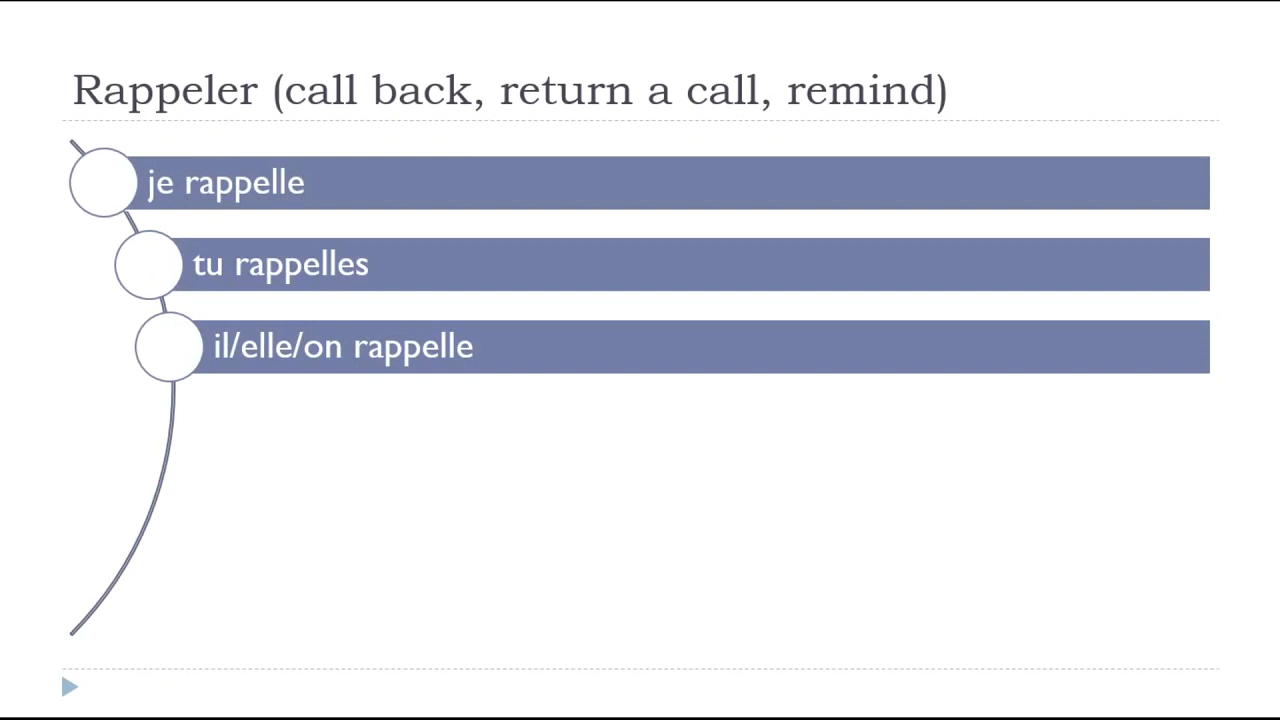 Rappeler (call back, return a call, remind)
je rappelle
tu rappelles
il/elle/on rappelle